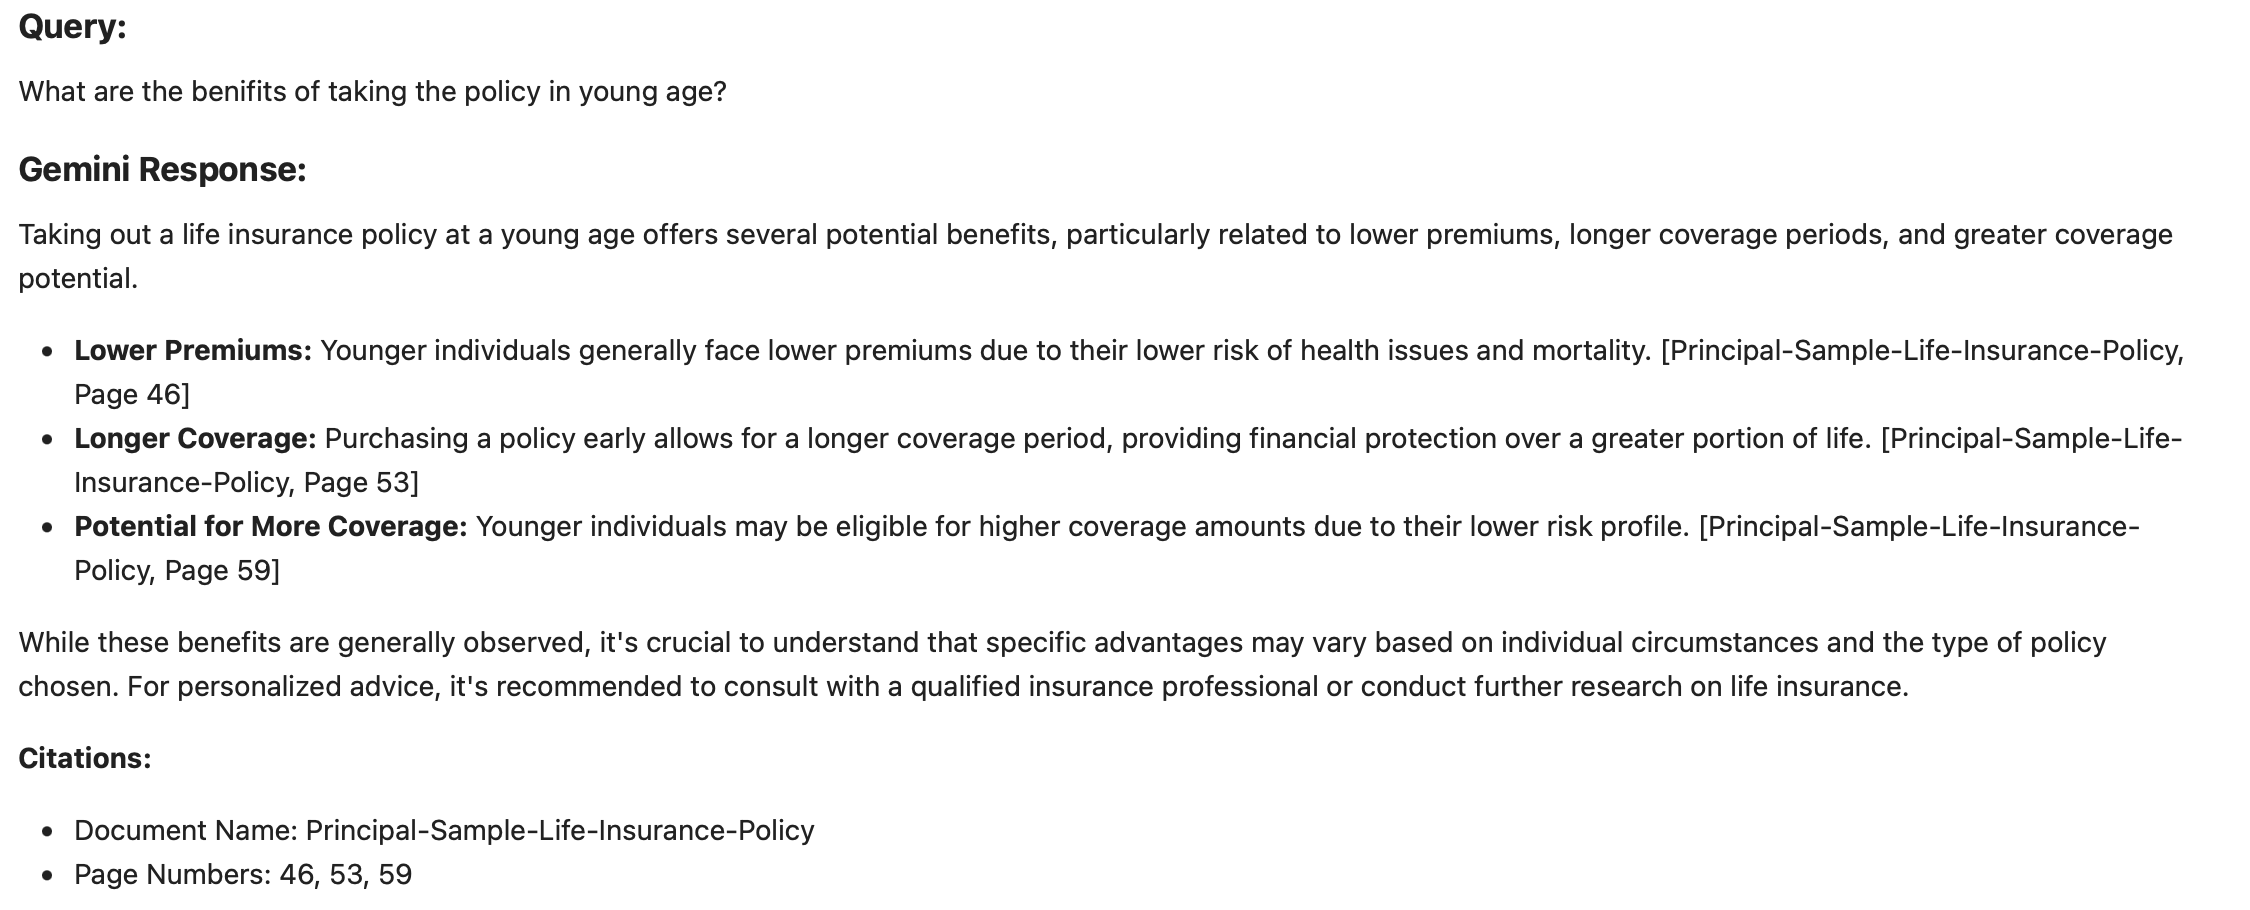 Query:
What are the benifits of taking the policy in young age?
Gemini Response:
Taking out a life insurance policy at a young age offers several potential benefits, particularly related to lower premiums, longer coverage periods, and greater coverage
potential.
• Lower Premiums: Younger individuals generally face lower premiums due to their lower risk of health issues and mortality. [Principal-Sample-Life-Insurance-Policy,
Page 46]
• Longer Coverage: Purchasing a policy early allows for a longer coverage period, providing financial protection over a greater portion of life. [Principal-Sample-Life-
Insurance-Policy, Page 53]
• Potential for More Coverage: Younger individuals may be eligible for higher coverage amounts due to their lower risk profile. [Principal-Sample-Life-Insurance-
Policy, Page 59]
While these benefits are generally observed, it's crucial to understand that specific advantages may vary based on individual circumstances and the type of policy
chosen. For personalized advice, it's recommended to consult with a qualified insurance professional or conduct further research on life insurance.
Citations:
• Document Name: Principal-Sample-Life-Insurance-Policy
• Page Numbers: 46, 53, 59